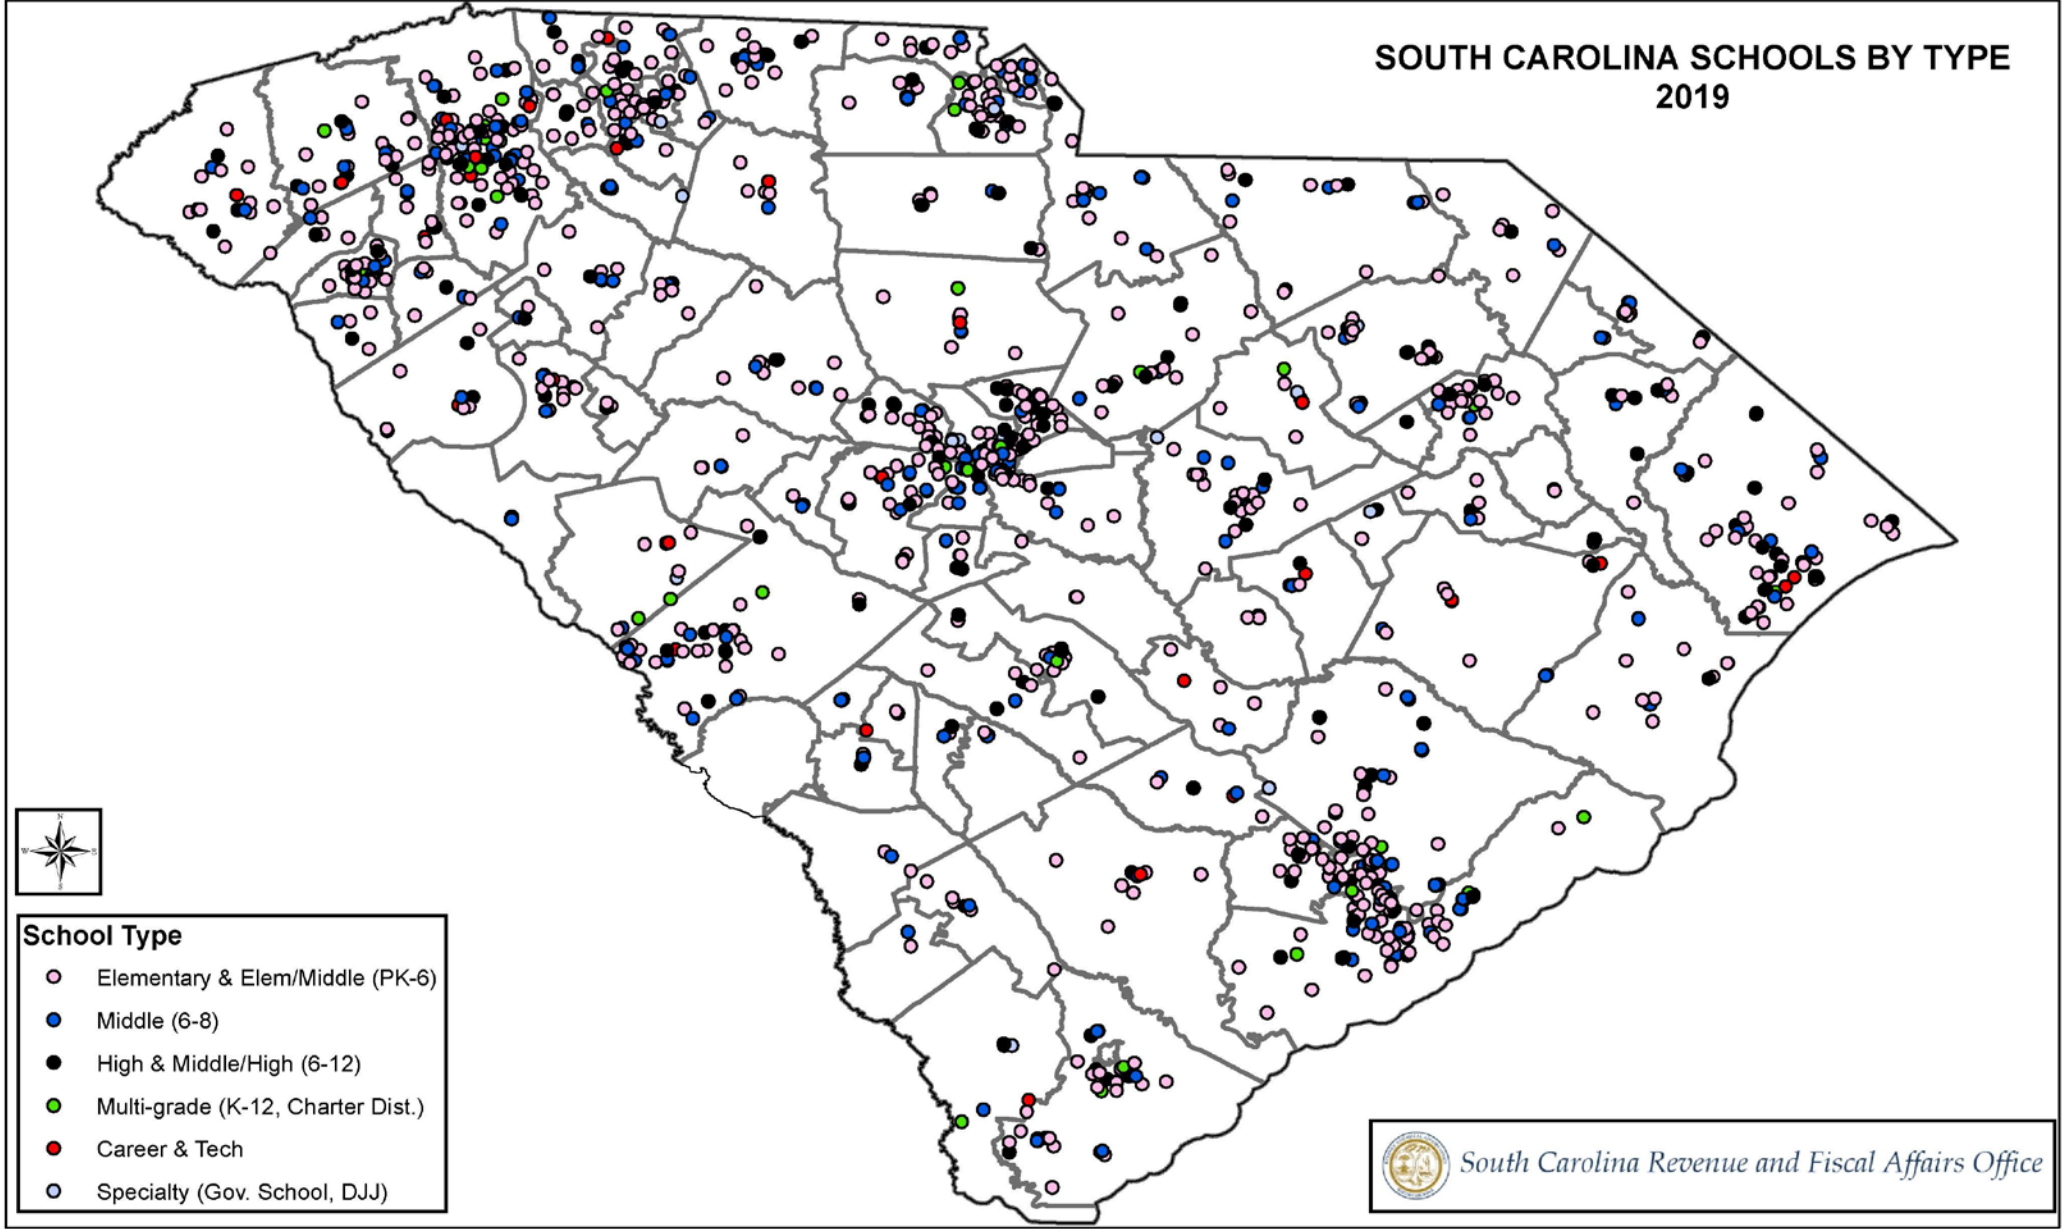 SOUTH CAROLINA SCHOOLS BY TYPE
2019
N
W
S
School Type
Elementary & Elem/Middle (PK-6)
Middle (6-8)
High & Middle/High (6-12)
Multi-grade (K-12, Charter Dist.)
Career & Tech
Specialty (Gov. School, DJJ)
South Carolina Revenue and Fiscal Affairs Office